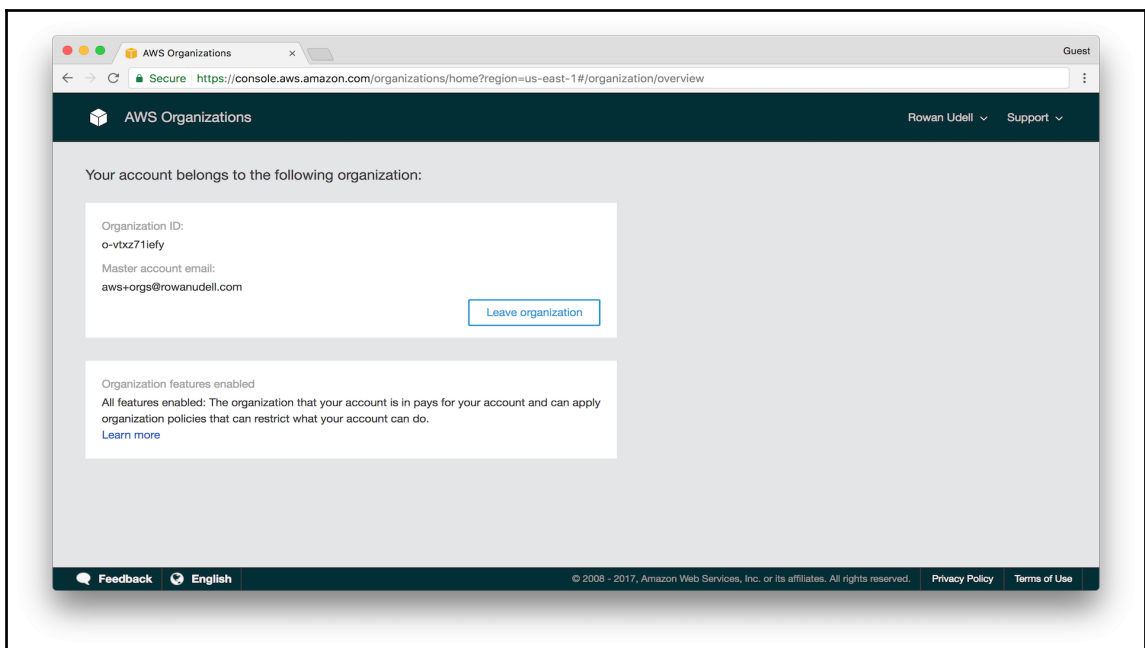 AWS Organizations
Guest
Secure https://console.aws.amazon.com/organizations/home?region=us-east-1#/organization/overview
AWS Organizations
Rowan Udell
Support
Your account belongs to the following organization:
Organization ID:
o-vtxz71iefy
Master account email:
aws+orgs@rowanudell.com
Leave organization
Organization features enabled
All features enabled: The organization that your account is in pays for your account and can apply
organization policies that can restrict what your account can do.
Learn more
Feedback
English
© 2008 - 2017, Amazon Web Services, Inc. or its affiliates. All rights reserved.
Privacy Policy
Terms of Use